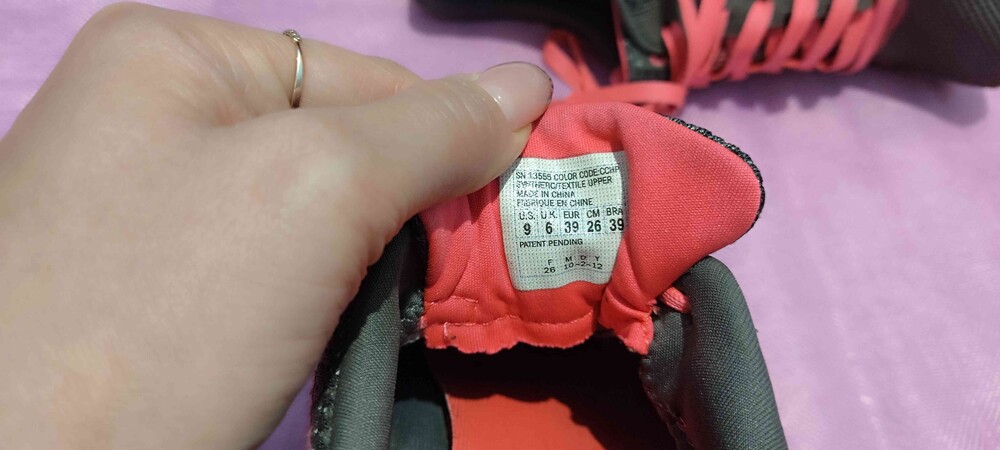 SN 13555 COLOR CODE:CCHP
SYNTHETIC/TEXTILE UPPER
MADE IN CHINA
FABRIQUE EN CHINE
U.S. U.K. EUR CM BRA
9 6 39 26 39
PATENT PENDING
F M D Y
26 10-2-12